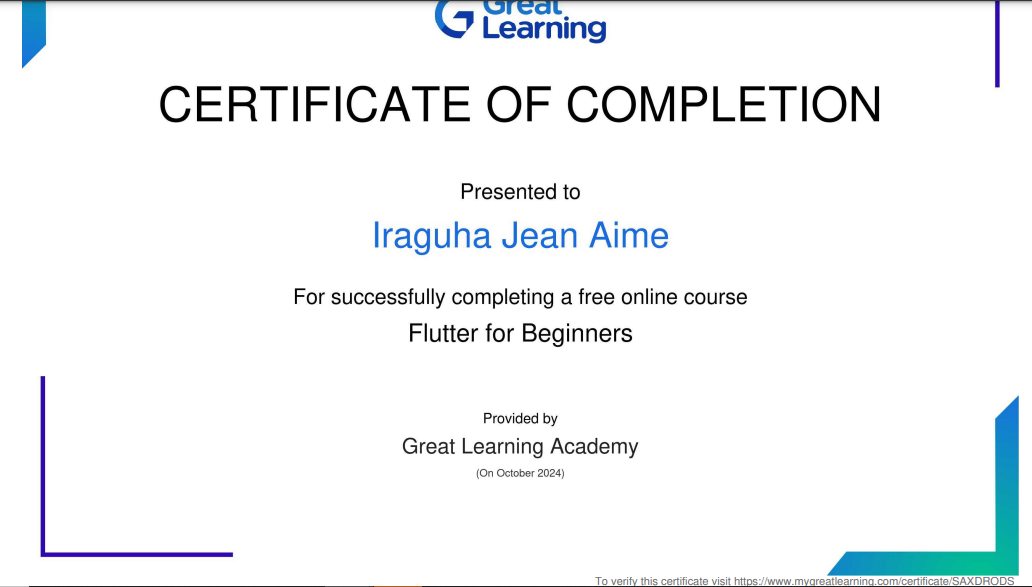 Great
Learning
CERTIFICATE OF COMPLETION
Presented to
Iraguha Jean Aime
For successfully completing a free online course
Flutter for Beginners
Provided by
Great Learning Academy
(On October 2024)
To verify this certificate visit https://www.mygreatlearning.com/certificate/SAXDRODS